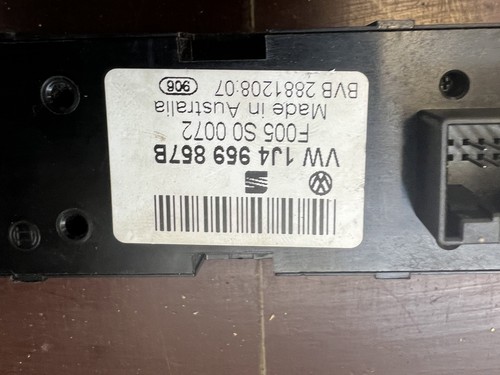 VW 1J4 959 857B
F005 S0 0072
Made in Australia
BVB 2881208:07 906